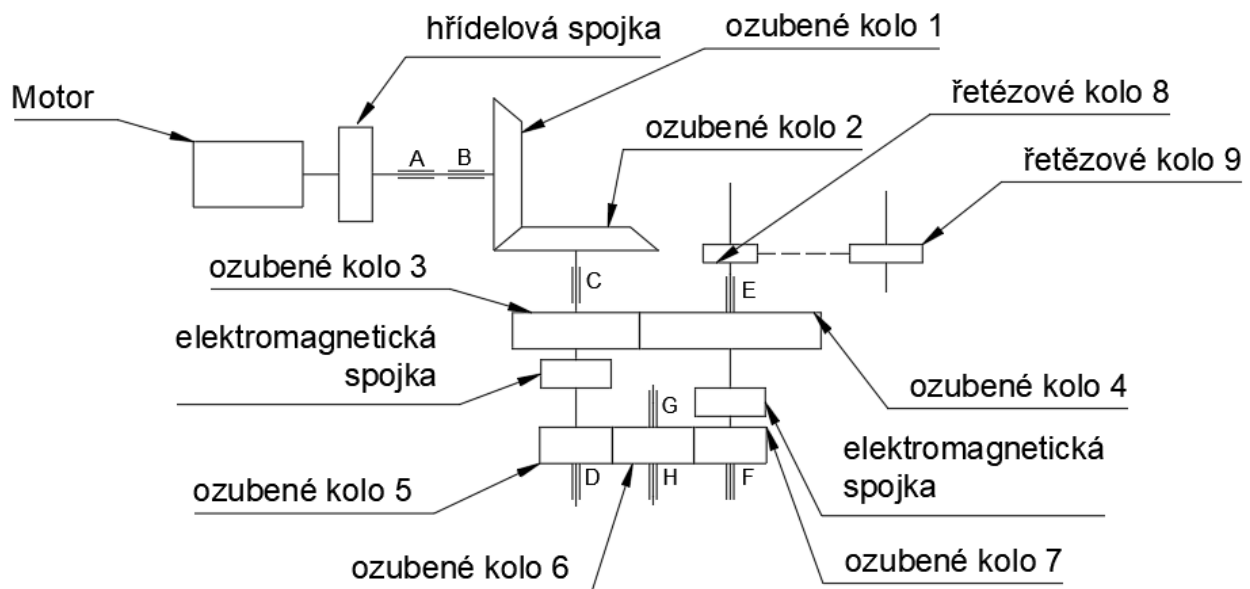 hřídelová spojka
ozubené kolo 1
Motor
řetézové kolo 8
ozubené kolo 2
A
B
řetězové kolo 9
ozubené kolo 3
C
E
elektromagnetická
spojka
ozubené kolo 4
G
elektromagnetická
spojka
ozubené kolo 5
D
H
F
ozubené kolo 6
ozubené kolo 7